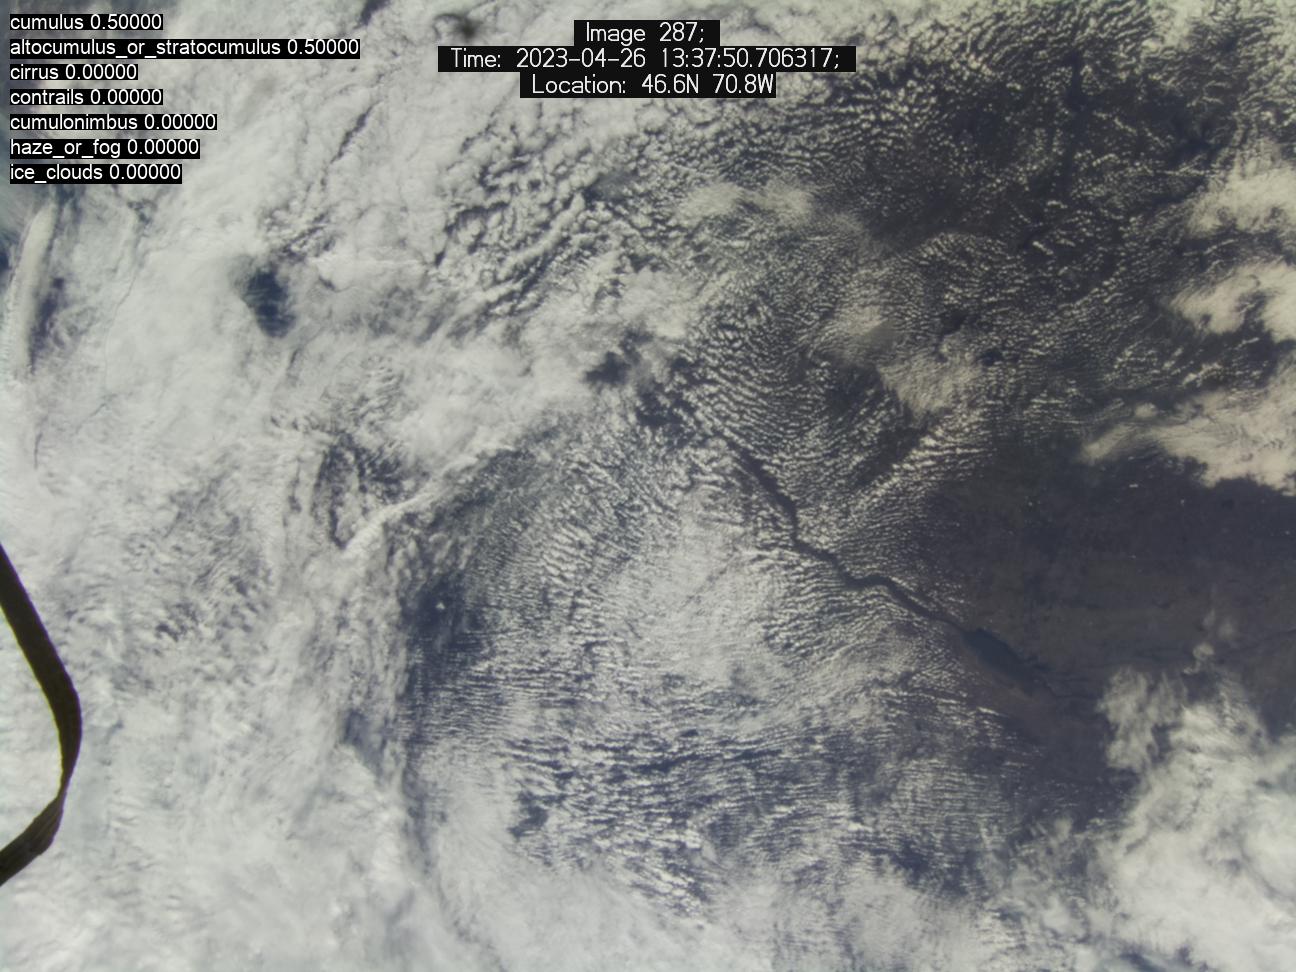 cumulus 0.50000
altocumulus_or_stratocumulus 0.50000
cirrus 0.00000
contrails 0.00000
cumulonimbus 0.00000
haze_or_fog 0.00000
ice_clouds 0.00000
Image 287;
Time: 2023-04-26 13:37:50.706317;
Location: 46.6N 70.8W